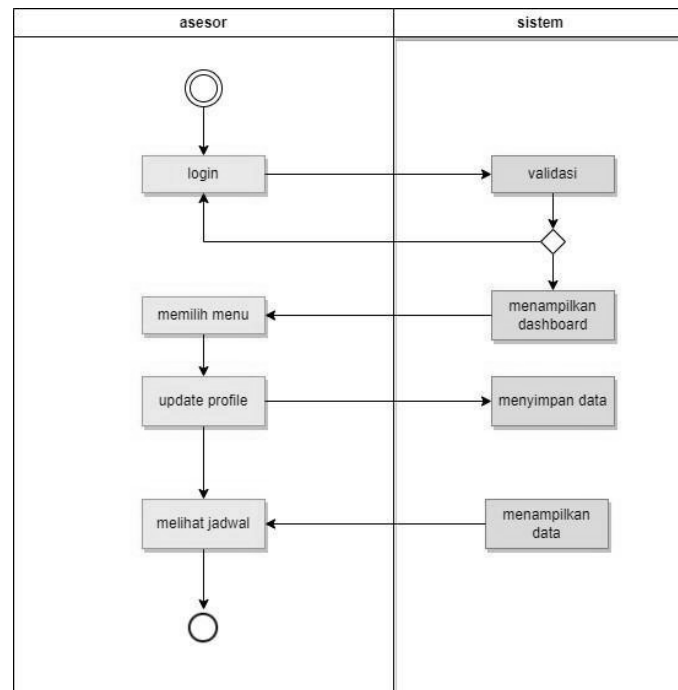 asesor
sistem
login
validasi
memilih menu
menampilkan
dashboard
update profile
menyimpan data
melihat jadwal
menampilkan
data